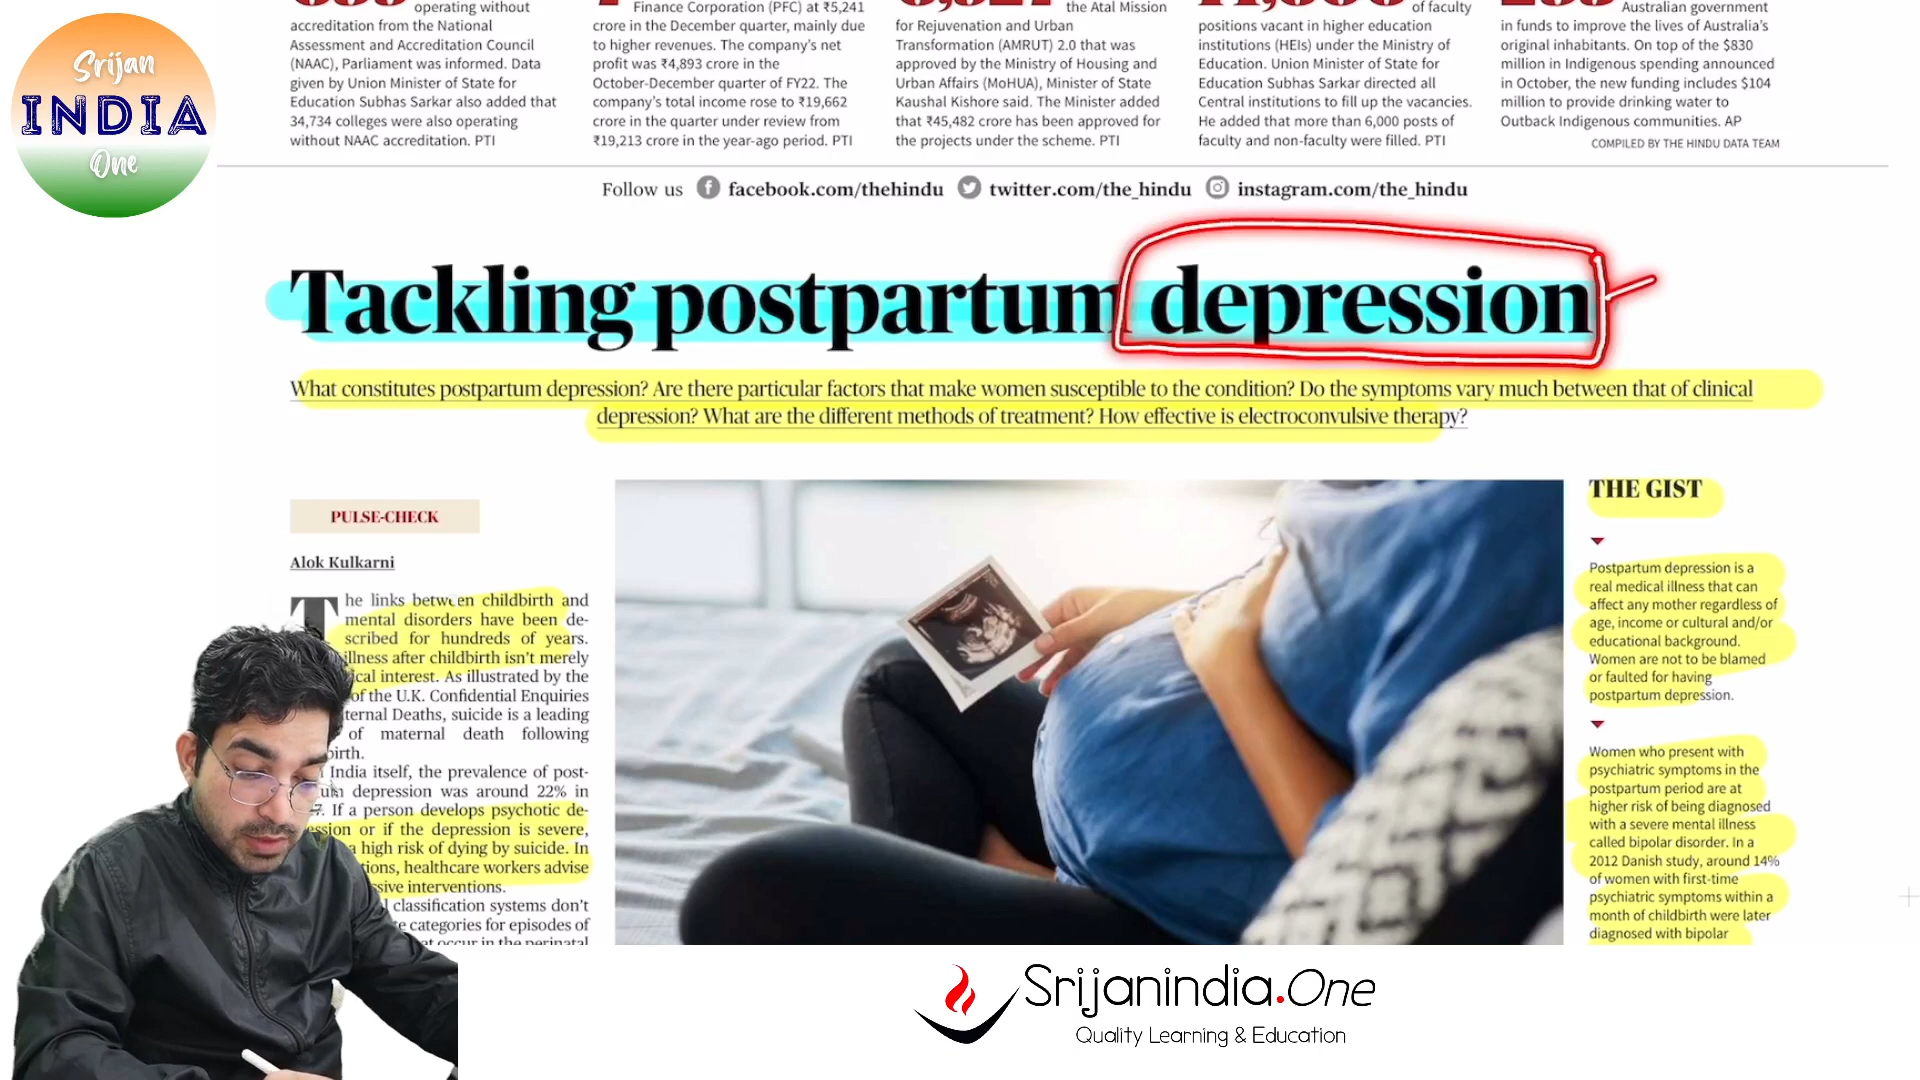 Srijan
INDIA
One
operating without
accreditation from the National
Assessment and Accreditation Council
(NAAC), Parliament was informed. Data
given by Union Minister of State for
Education Subhas Sarkar also added that
34,734 colleges were also operating
without NAAC accreditation. PTI
Finance Corporation (PFC) at ₹5,241
crore in the December quarter, mainly due
to higher revenues. The company's net
profit was ₹4,893 crore in the
October-December quarter of FY22. The
company's total income rose to ₹19,662
crore in the quarter under review from
₹19,213 crore in the year-ago period. PTI
the Atal Mission
for Rejuvenation and Urban
Transformation (AMRUT) 2.0 that was
approved by the Ministry of Housing and
Urban Affairs (MoHUA), Minister of State
Kaushal Kishore said. The Minister added
that ₹45,482 crore has been approved for
the projects under the scheme. PTI
of faculty
positions vacant in higher education
institutions (HEIs) under the Ministry of
Education. Union Minister of State for
Education Subhas Sarkar directed all
Central institutions to fill up the vacancies.
He added that more than 6,000 posts of
faculty and non-faculty were filled. PTI
Australian government
in funds to improve the lives of Australia's
original inhabitants. On top of the $830
million in Indigenous spending announced
in October, the new funding includes $104
million to provide drinking water to
Outback Indigenous communities. AP
COMPILED BY THE HINDU DATA TEAM
Follow us facebook.com/thehindu twitter.com/the_hindu instagram.com/the_hindu
Tackling postpartum depression
What constitutes postpartum depression? Are there particular factors that make women susceptible to the condition? Do the symptoms vary much between that of clinical
depression? What are the different methods of treatment? How effective is electroconvulsive therapy?
PULSE-CHECK
Alok Kulkarni
The links between childbirth and
mental disorders have been de-
scribed for hundreds of years.
illness after childbirth isn't merely
ical interest. As illustrated by the
of the U.K. Confidential Enquiries
ternal Deaths, suicide is a leading
of maternal death following
birth.
India itself, the prevalence of post-
um depression was around 22% in
. If a person develops psychotic de-
ession or if the depression is severe,
a high risk of dying by suicide. In
tions, healthcare workers advise
ssive interventions.
l classification systems don't
e categories for episodes of
at occur in the perinatal
THE GIST
Postpartum depression is a
real medical illness that can
affect any mother regardless of
age, income or cultural and/or
educational background.
Women are not to be blamed
or faulted for having
postpartum depression.
Women who present with
psychiatric symptoms in the
postpartum period are at
higher risk of being diagnosed
with a severe mental illness
called bipolar disorder. In a
2012 Danish study, around 14%
of women with first-time
psychiatric symptoms within a
month of childbirth were later
diagnosed with bipolar
Srijanindia.One
Quality Learning & Education